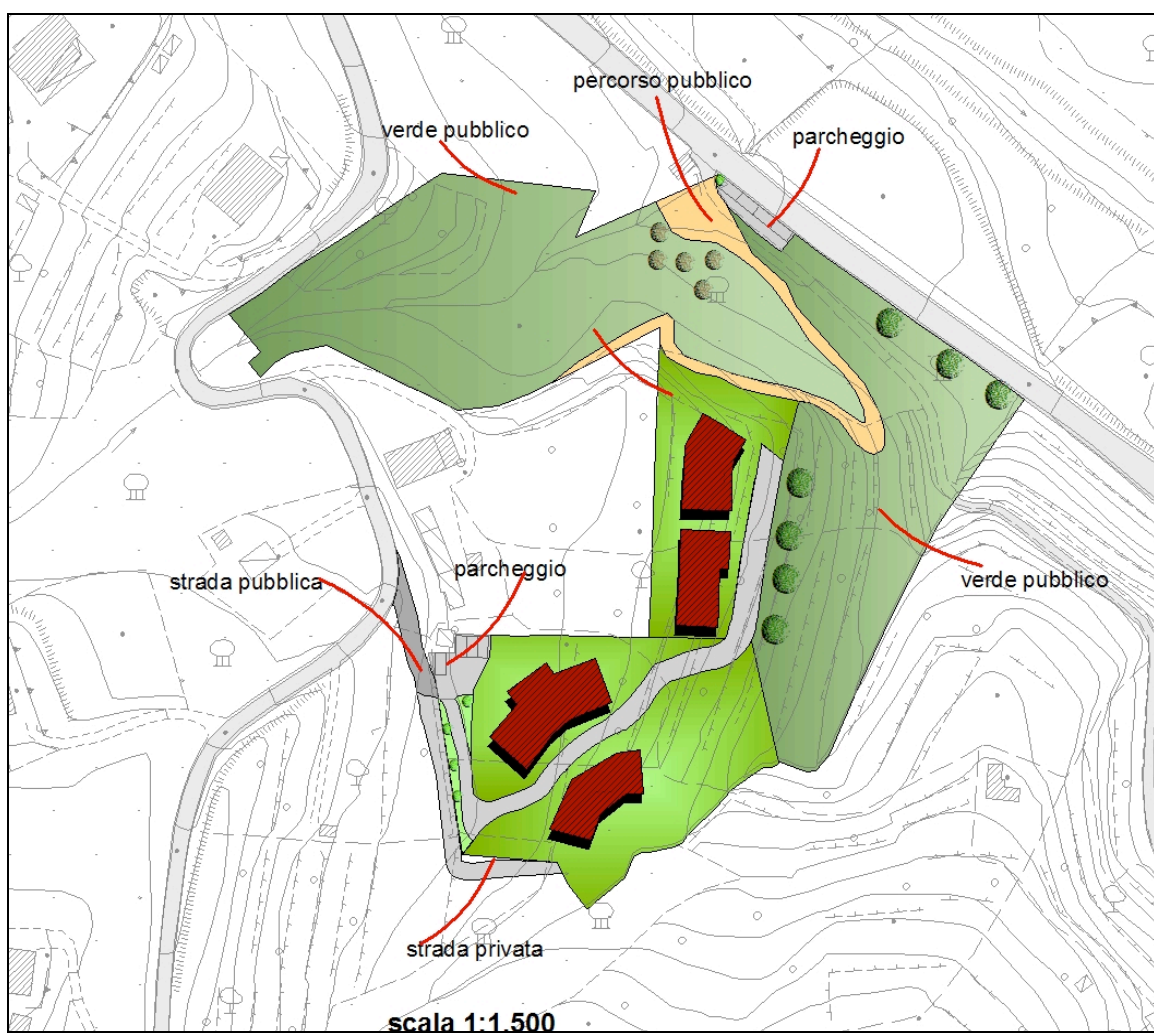 percorso pubblico
verde pubblico
parcheggio
strada pubblica
parcheggio
verde pubblico
strada privata
scala 1:1.500